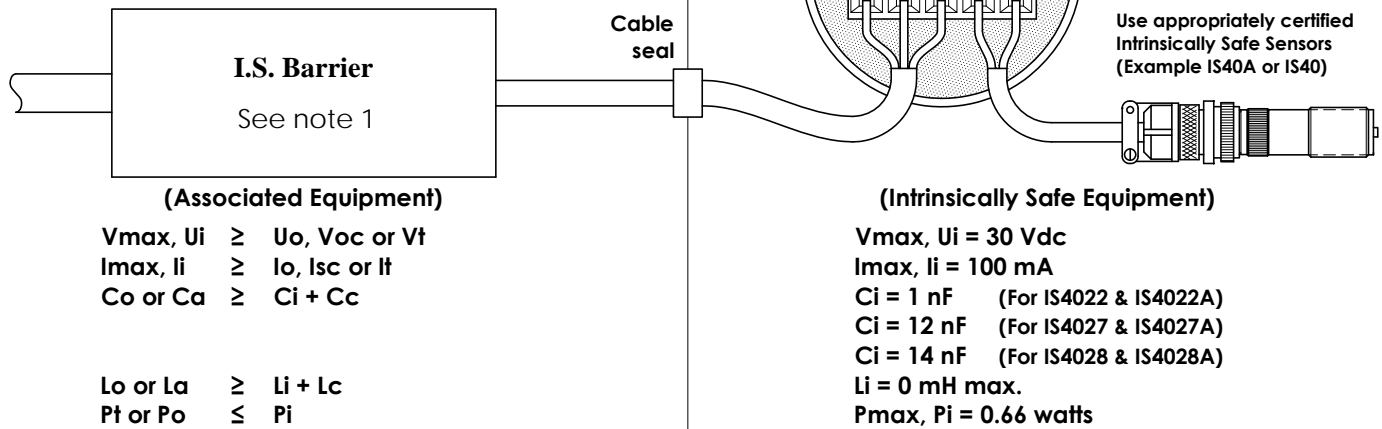 Cable
seal
Use appropriately certified
Intrinsically Safe Sensors
(Example IS40A or IS40)
I.S. Barrier
See note 1
(Associated Equipment)
Vmax, Ui ≥ Uo, Voc or Vt
Imax, Ii ≥ Io, Isc or It
Co or Ca ≥ Ci + Cc
Lo or La ≥ Li + Lc
Pt or Po ≤ Pi
(Intrinsically Safe Equipment)
Vmax, Ui = 30 Vdc
Imax, Ii = 100 mA
Ci = 1 nF (For IS4022 & IS4022A)
Ci = 12 nF (For IS4027 & IS4027A)
Ci = 14 nF (For IS4028 & IS4028A)
Li = 0 mH max.
Pmax, Pi = 0.66 watts